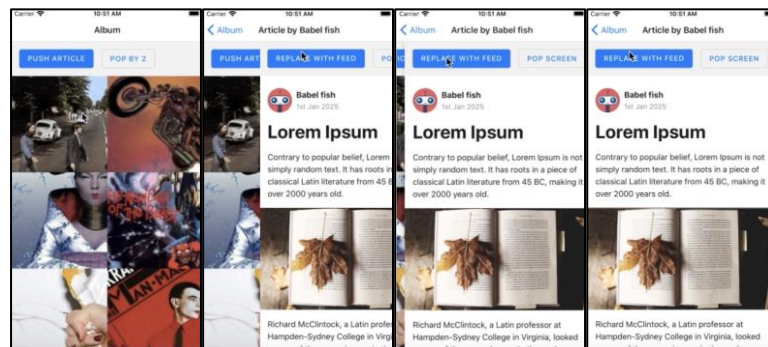 Carrier 10:51 AM
Album
PUSH ARTICLE POP BY 2
Carrier 10:51 AM
Album Article by Babel fish
PUSH ART REPLACE WITH FEED
Babel fish
1st Jan 2025
Lorem Ipsum
Contrary to popular belief, Lorem
simply random text. It has roots in
classical Latin literature from 45 B
over 2000 years old.
Richard McClintock, a Latin profes
Hampden-Sydney College in Virgi
Carrier 10:51 AM
Album Article by Babel fish
REPLACE WITH FEED POP SCREEN
Babel fish
1st Jan 2025
Lorem Ipsum
Contrary to popular belief, Lorem Ipsum is not
simply random text. It has roots in a piece of
classical Latin literature from 45 BC, making it
over 2000 years old.
Richard McClintock, a Latin professor at
Hampden-Sydney College in Virginia, looked
Carrier 10:51 AM
Album Article by Babel fish
REPLACE WITH FEED POP SCREEN
Babel fish
1st Jan 2025
Lorem Ipsum
Contrary to popular belief, Lorem Ipsum is not
simply random text. It has roots in a piece of
classical Latin literature from 45 BC, making it
over 2000 years old.
Richard McClintock, a Latin professor at
Hampden-Sydney College in Virginia, looked